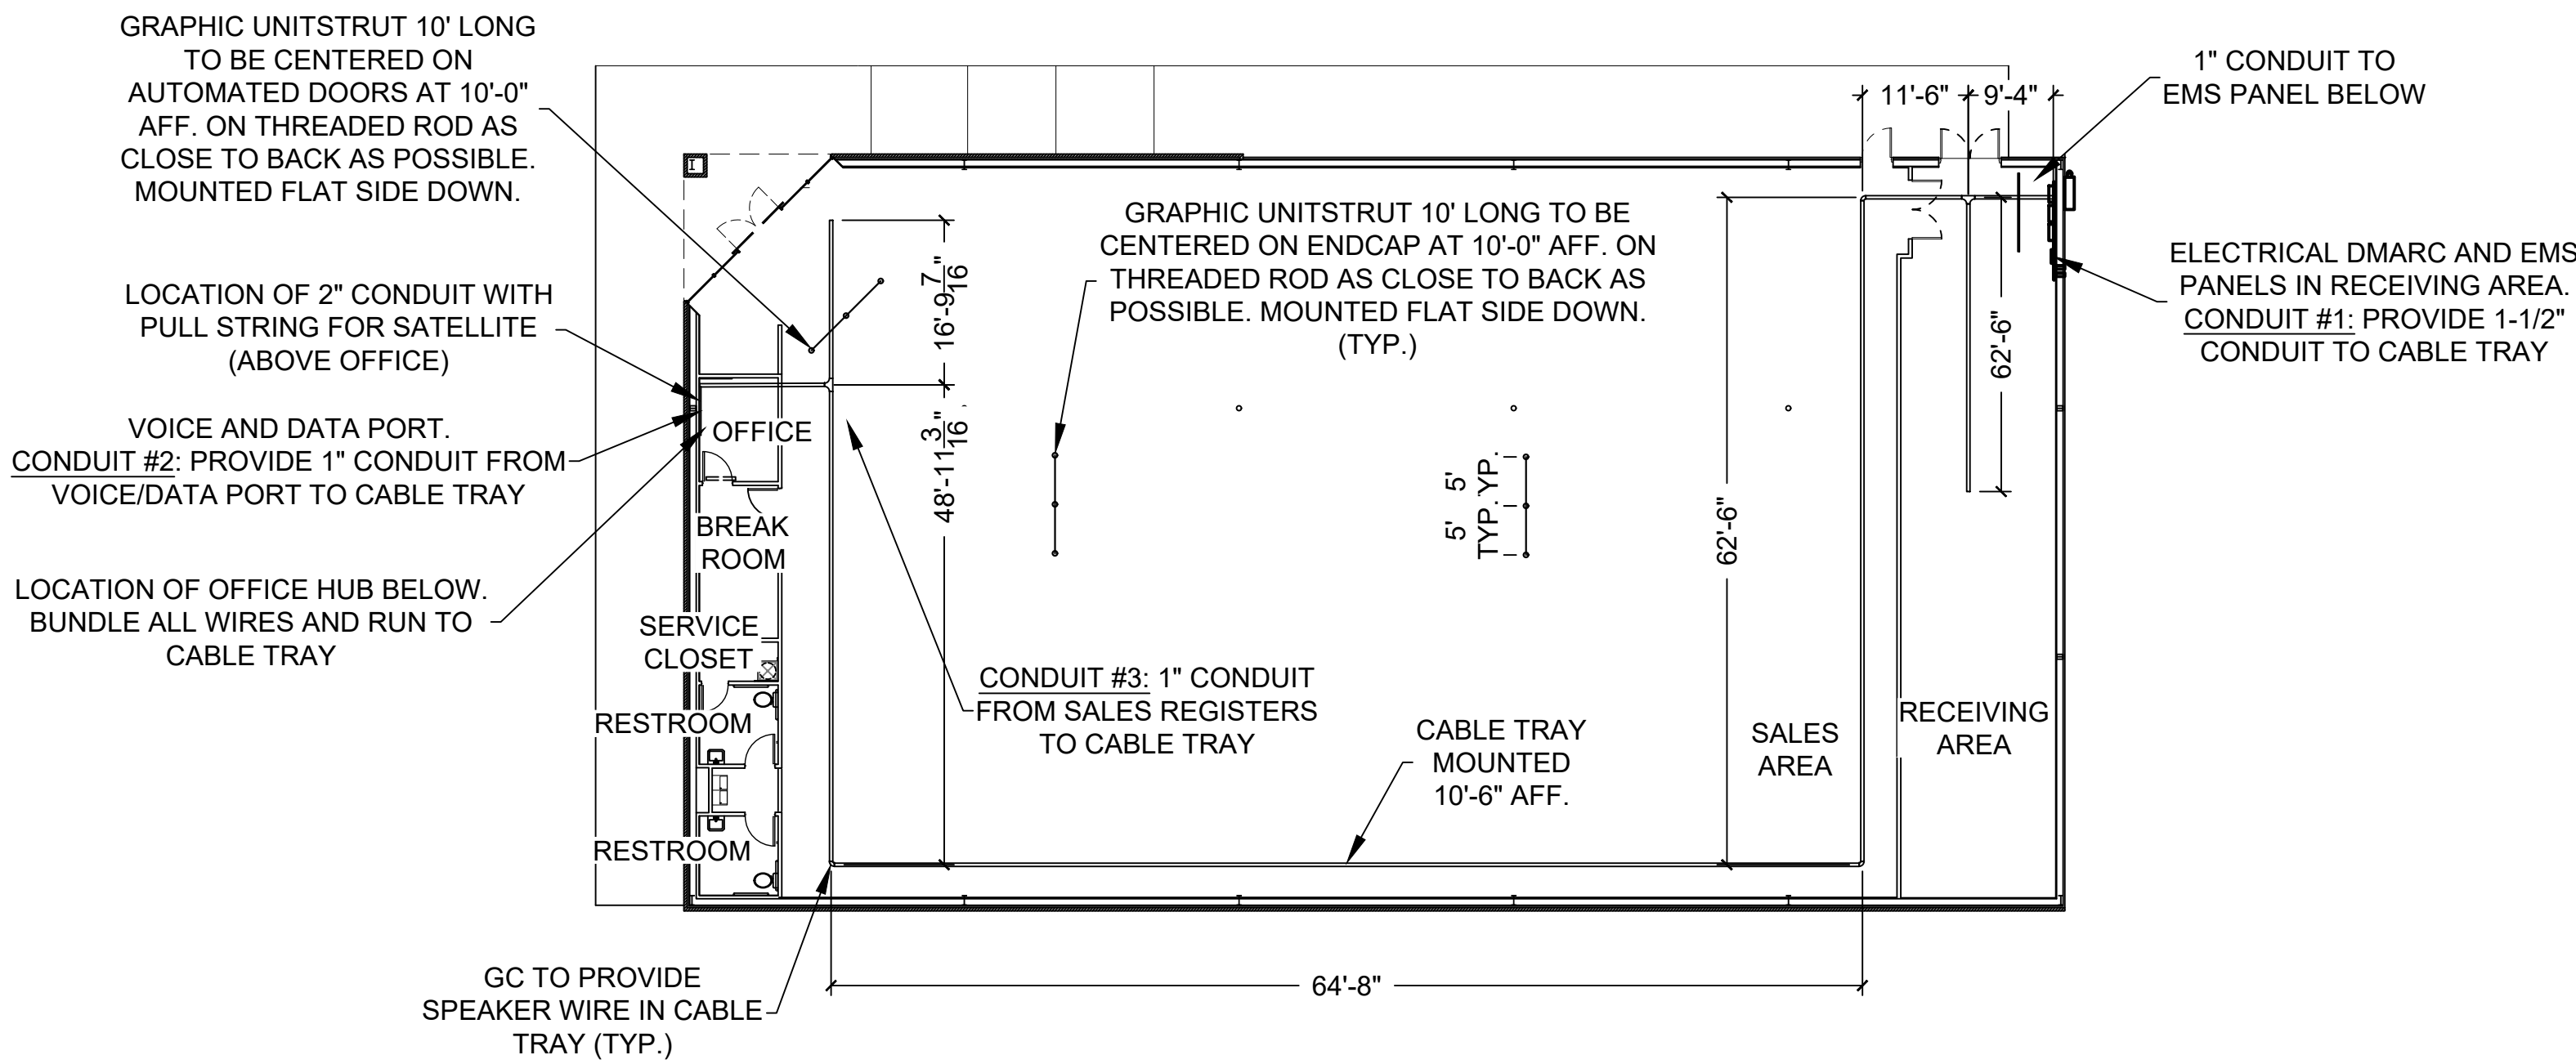 GRAPHIC UNITSTRUT 10' LONG
TO BE CENTERED ON
AUTOMATED DOORS AT 10'-0"
AFF. ON THREADED ROD AS
CLOSE TO BACK AS POSSIBLE.
MOUNTED FLAT SIDE DOWN.
LOCATION OF 2" CONDUIT WITH
PULL STRING FOR SATELLITE
(ABOVE OFFICE)
VOICE AND DATA PORT.
CONDUIT #2: PROVIDE 1" CONDUIT FROM
VOICE/DATA PORT TO CABLE TRAY
LOCATION OF OFFICE HUB BELOW.
BUNDLE ALL WIRES AND RUN TO
CABLE TRAY
GRAPHIC UNITSTRUT 10' LONG TO BE
CENTERED ON ENDCAP AT 10'-0" AFF. ON
THREADED ROD AS CLOSE TO BACK AS
POSSIBLE. MOUNTED FLAT SIDE DOWN.
(TYP.)
11'-6"
9'-4"
1" CONDUIT TO
EMS PANEL BELOW
ELECTRICAL DMARC AND EMS
PANELS IN RECEIVING AREA.
CONDUIT #1: PROVIDE 1-1/2"
CONDUIT TO CABLE TRAY
16'-9 7/16"
48'-11 3/16"
5' TYP.
5' YP.
62'-6"
62'-6"
OFFICE
BREAK
ROOM
SERVICE
CLOSET
RESTROOM
RESTROOM
CONDUIT #3: 1" CONDUIT
FROM SALES REGISTERS
TO CABLE TRAY
CABLE TRAY
MOUNTED
10'-6" AFF.
SALES
AREA
RECEIVING
AREA
GC TO PROVIDE
SPEAKER WIRE IN CABLE
TRAY (TYP.)
64'-8"